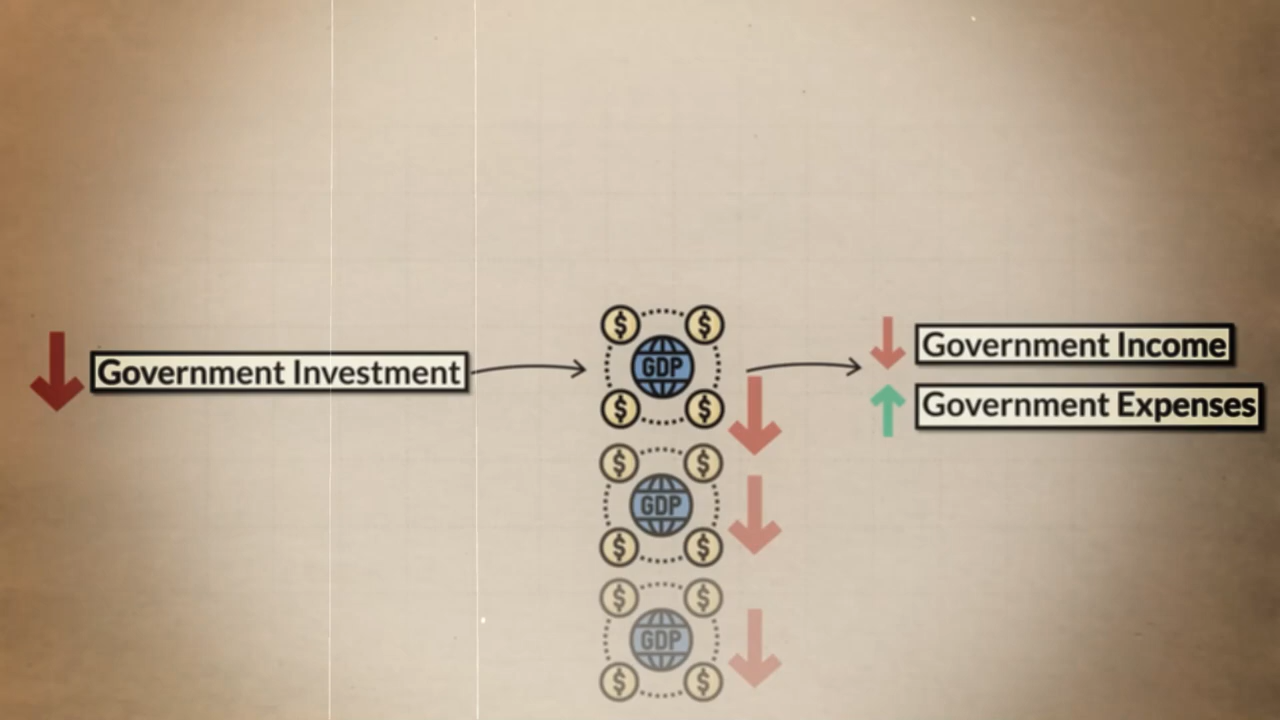 Government Investment
$ $
GDP
$ $
Government Income
Government Expenses
$ $
GDP
$ $
$ $
GDP
$ $